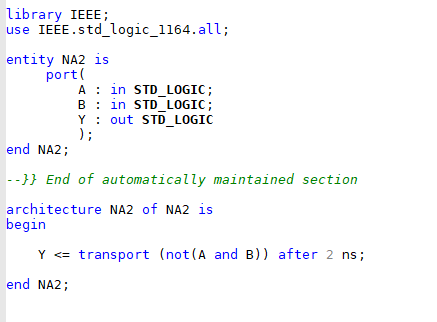 library IEEE;
use IEEE.std_logic_1164.all;
entity NA2 is
port(
A : in STD_LOGIC;
B : in STD_LOGIC;
Y : out STD_LOGIC
);
end NA2;
--}} End of automatically maintained section
architecture NA2 of NA2 is
begin
Y <= transport (not(A and B)) after 2 ns;
end NA2;